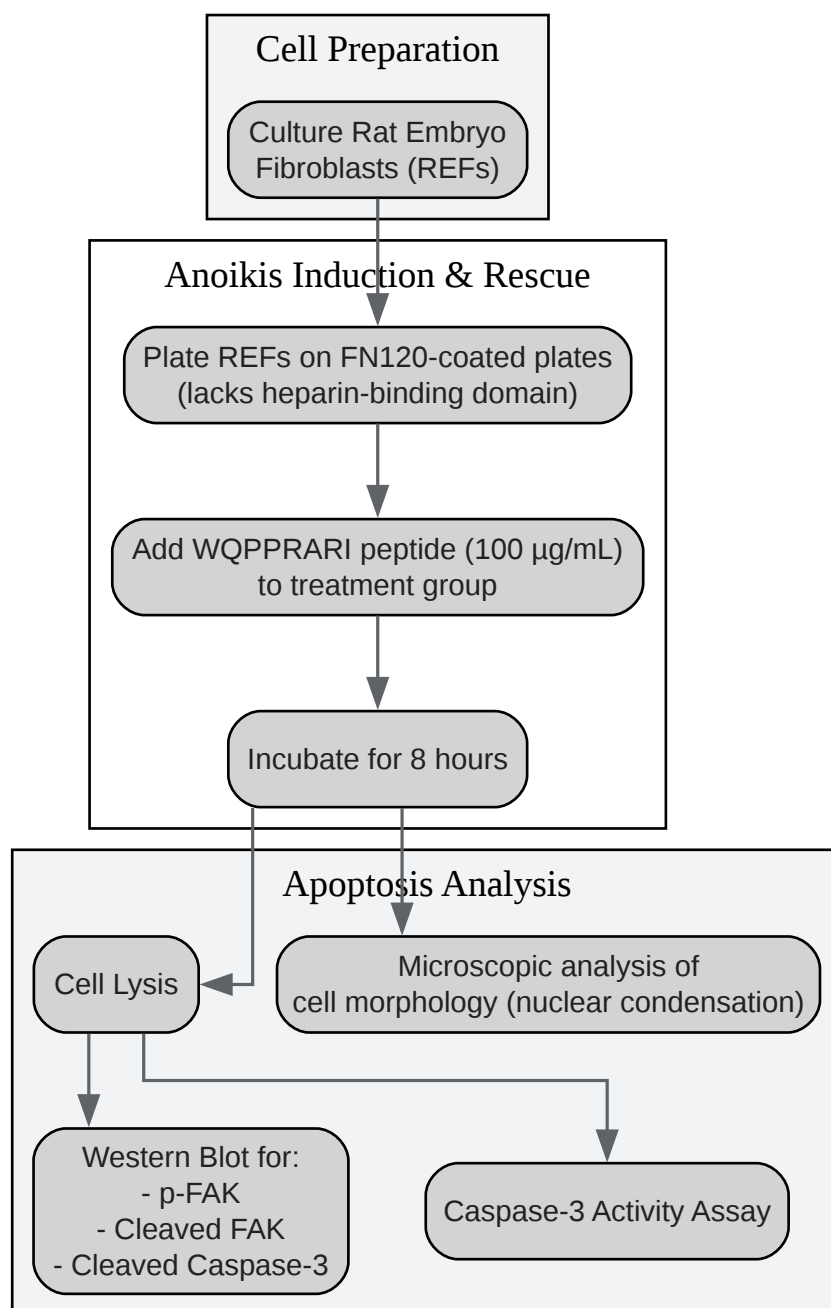 Cell Preparation
Culture Rat Embryo
Fibroblasts (REFs)
Anoikis Induction & Rescue
Plate REFs on FN120-coated plates
(lacks heparin-binding domain)
Add WQPPRARI peptide (100 µg/mL)
to treatment group
Incubate for 8 hours
Apoptosis Analysis
Cell Lysis
Microscopic analysis of
cell morphology (nuclear condensation)
Western Blot for:
- p-FAK
- Cleaved FAK
- Cleaved Caspase-3
Caspase-3 Activity Assay